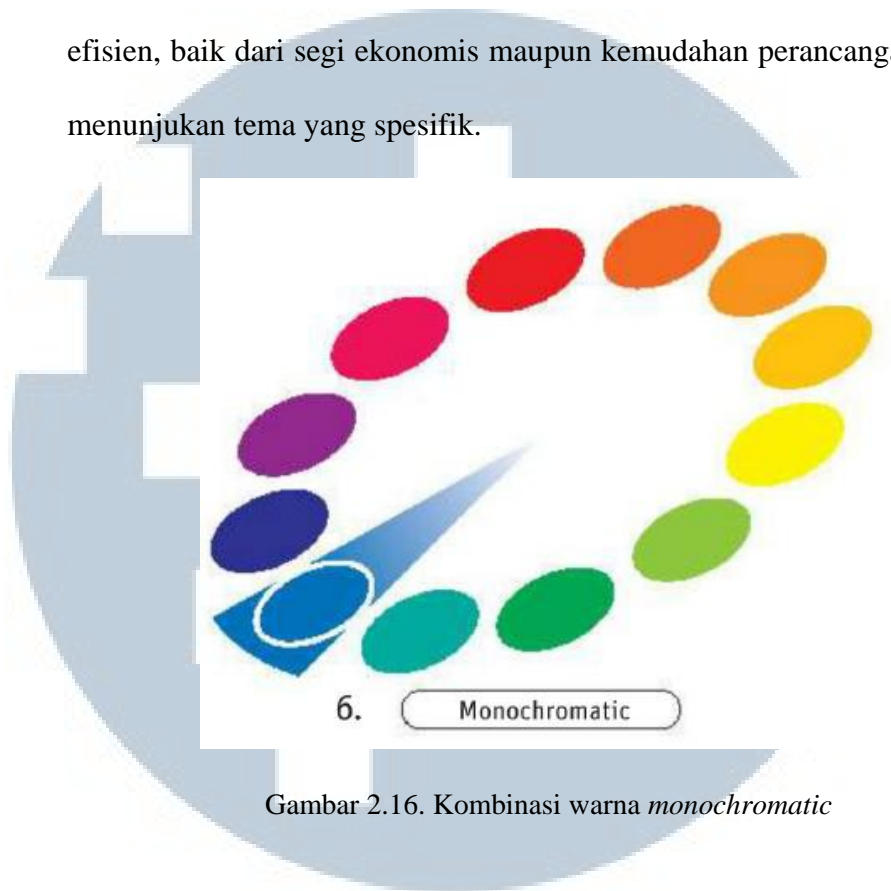 efisien, baik dari segi ekonomis maupun kemudahan
menunjukan tema yang spesifik.
6. Monochromatic
Gambar 2.16. Kombinasi warna monochromatic